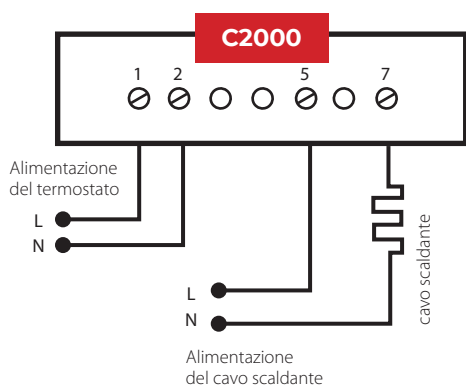 C2000
1 2 5 7
Alimentazione
del termostato
L
N
cavo scaldante
L
N
Alimentazione
del cavo scaldante